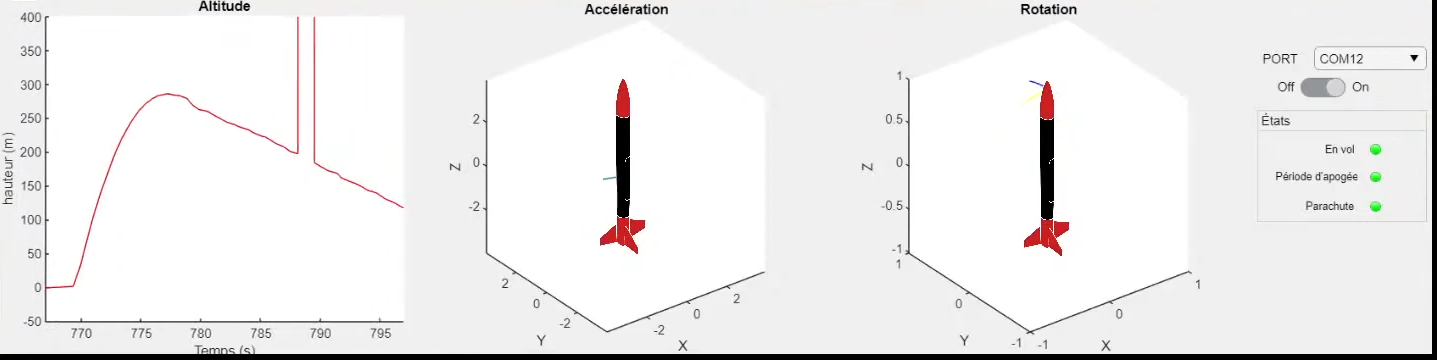 Altitude
400
350
300
250
200
150
100
50
0
-50
hauteur (m)
770
775
780
785
790
795
Temps (s)
Accélération
2
0
-2
Z
2
0
-2
Y
-2
0
2
X
Rotation
1
0.5
0
-0.5
-1
Z
1
0
-1
Y
-1
0
1
X
PORT
COM12
Off
On
États
En vol
Période d'apogée
Parachute